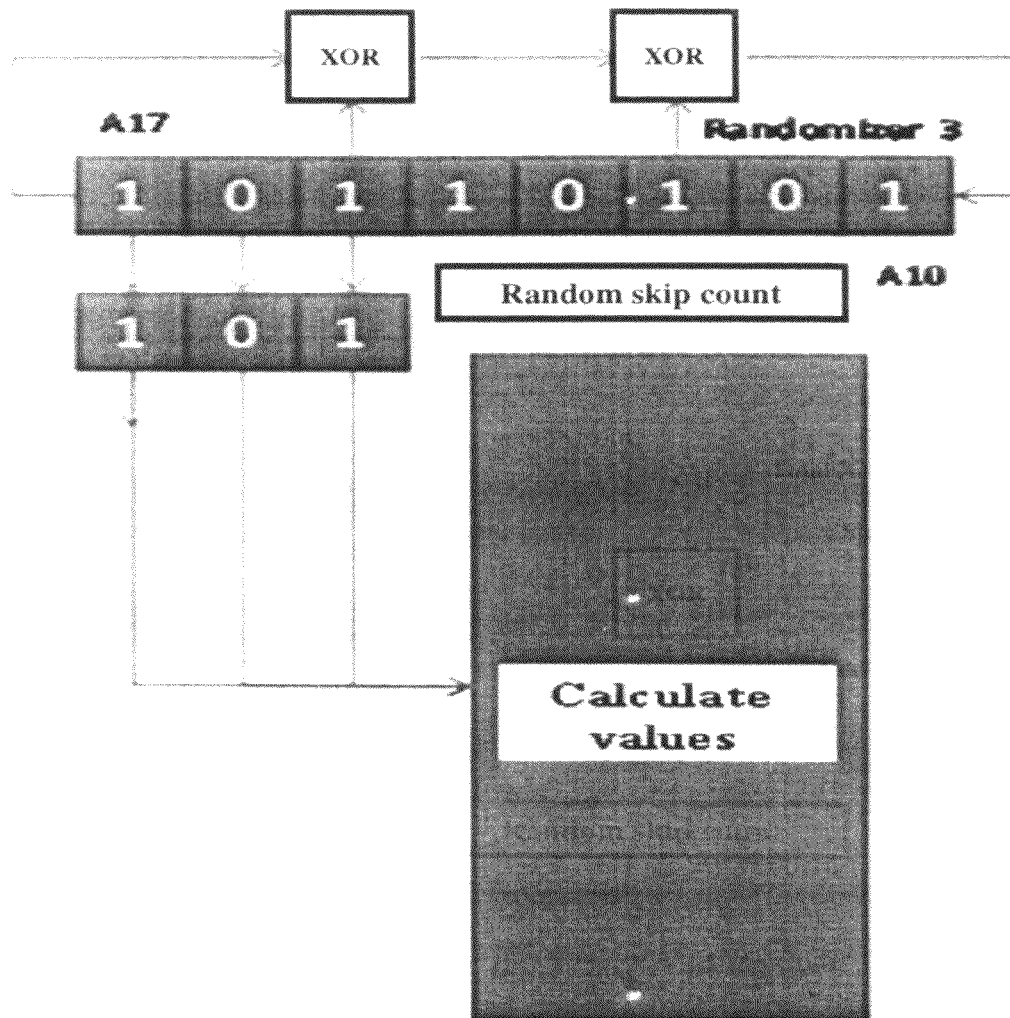 XOR XOR
A17 Randomizer 3
1 0 1 1 0 1 0 1
Random skip count A10
1 0 1
Calculate
values